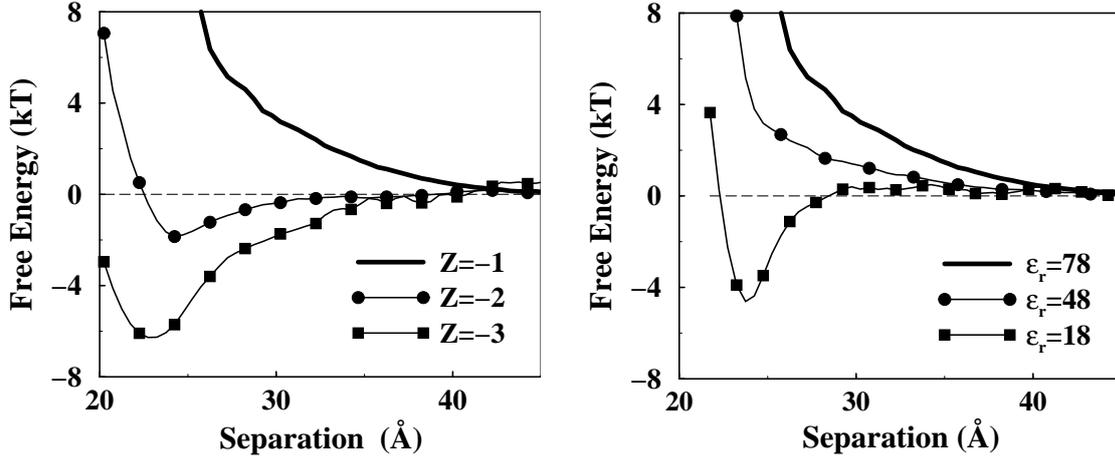 8
4
0
−4
−8
Free Energy (kT)
20
30
40
Separation (Å)
Z=−1
Z=−2
Z=−3
8
4
0
−4
−8
Free Energy (kT)
20
30
40
Separation (Å)
εr=78
εr=48
εr=18